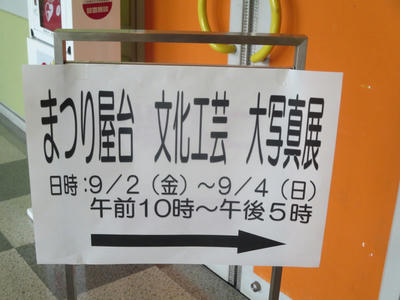 まつり屋台　文化工芸　大写真展
日時：9／2（金）～9／4（日）
午前10時～午後5時